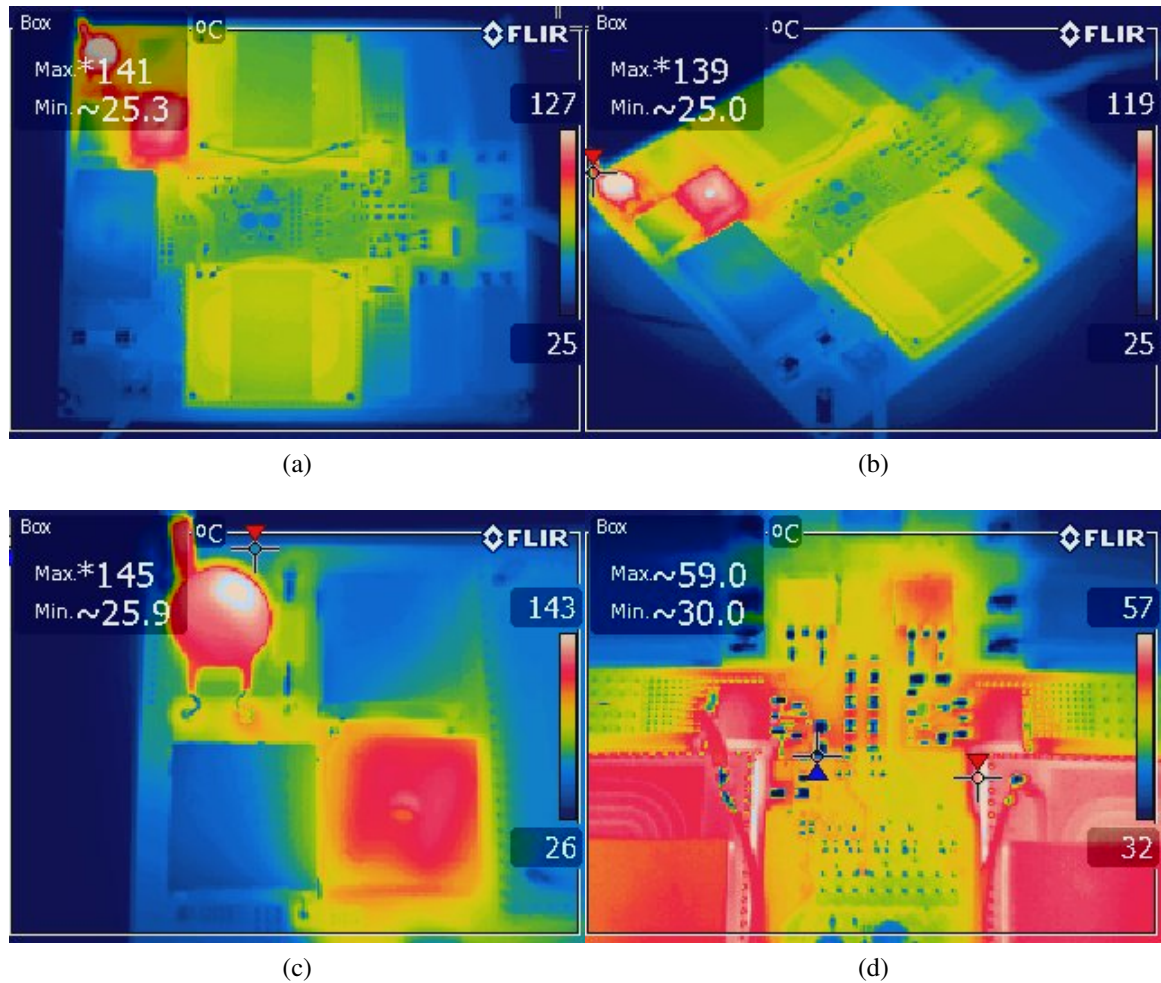 Box
°C
FLIR
Max.*141
Min.~25.3
127
25
Box
°C
FLIR
Max.*139
Min.~25.0
119
25
(a)
(b)
Box
°C
FLIR
Max.*145
Min.~25.9
143
26
Box
°C
FLIR
Max.~59.0
Min.~30.0
57
32
(c)
(d)